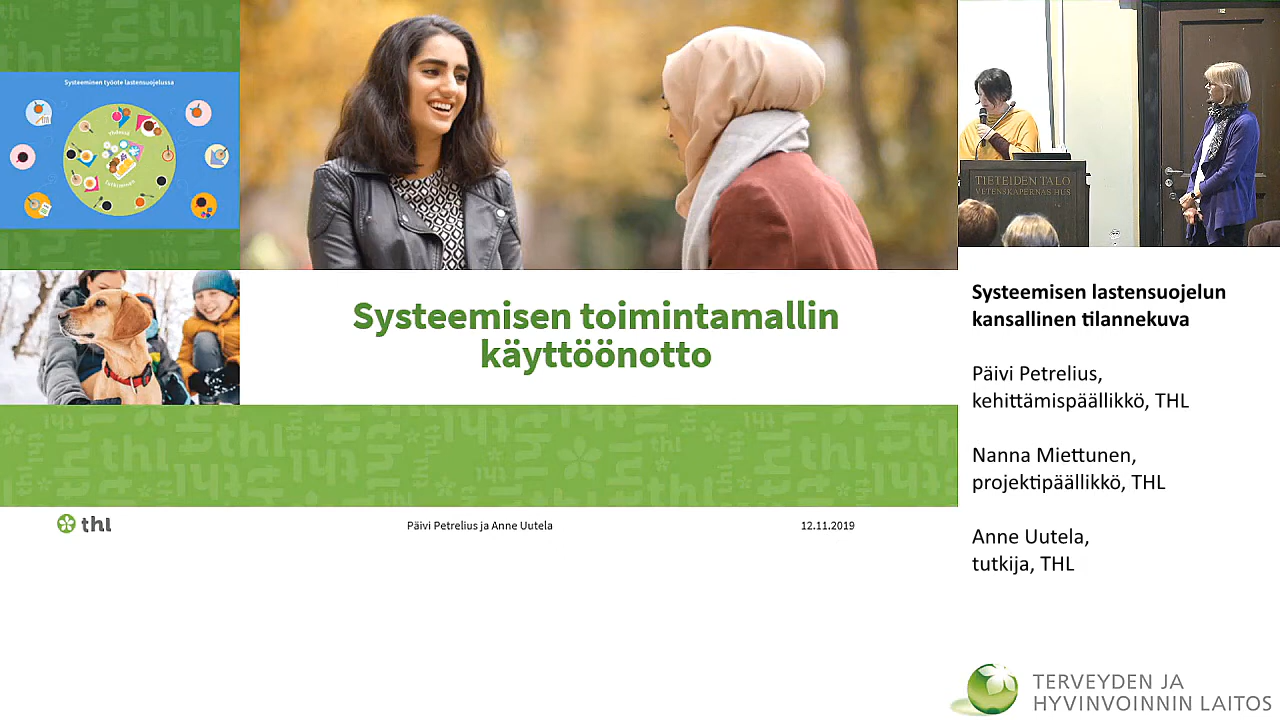 Systeeminen työote lastensuojelussa
Yhdessä
tutkiminen
Systeemisen toimintamallin
käyttöönotto
thl
Päivi Petrelius ja Anne Uutela
12.11.2019
TIETEIDEN TALO
VETENSKAPERNAS HUS
Systeemisen lastensuojelun
kansallinen tilannekuva
Päivi Petrelius,
kehittämispäällikkö, THL
Nanna Miettunen,
projektipäällikkö, THL
Anne Uutela,
tutkija, THL
TERVEYDEN JA
HYVINVOINNIN LAITOS